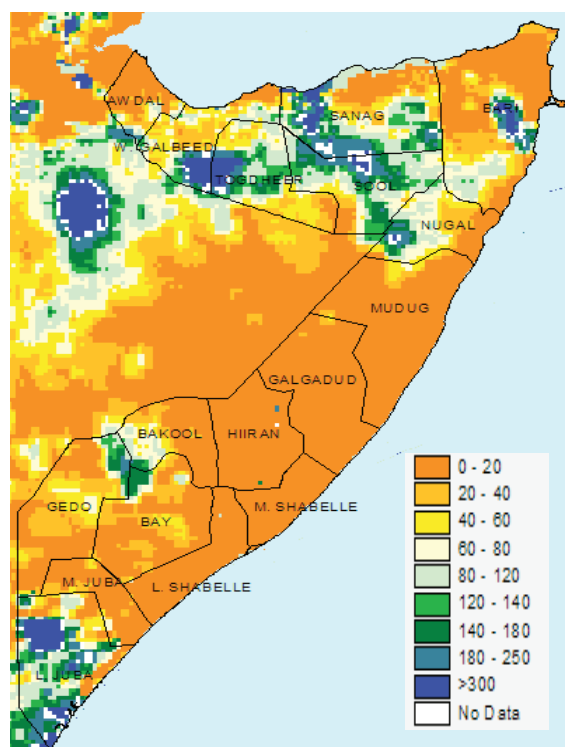 AWDAL
SANAG
BARI
W. GALBEED
TOGDHEER
SOOL
NUGAL
MUDUG
GALGADUD
BAKOOL
HIIRAN
GEDO
BAY
M. SHABELLE
M. JUBA
L. SHABELLE
L. JUBA
0 - 20
20 - 40
40 - 60
60 - 80
80 - 120
120 - 140
140 - 180
180 - 250
>300
No Data